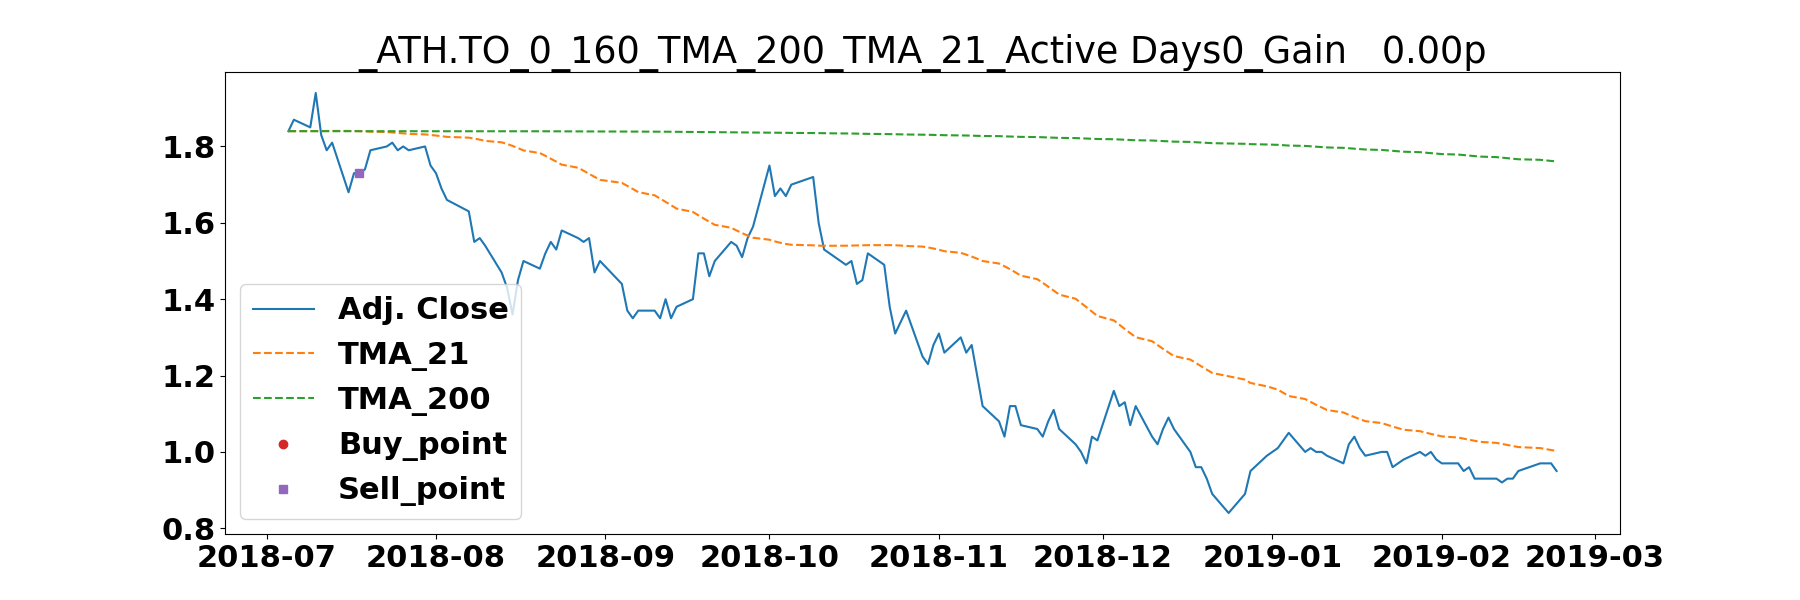 _ATH.TO_0_160_TMA_200_TMA_21_Active Days0_Gain   0.00p
1.8
1.6
1.4
1.2
1.0
0.8
Adj. Close
TMA_21
TMA_200
Buy_point
Sell_point
2018-07 2018-08 2018-09 2018-10 2018-11 2018-12 2019-01 2019-02 2019-03